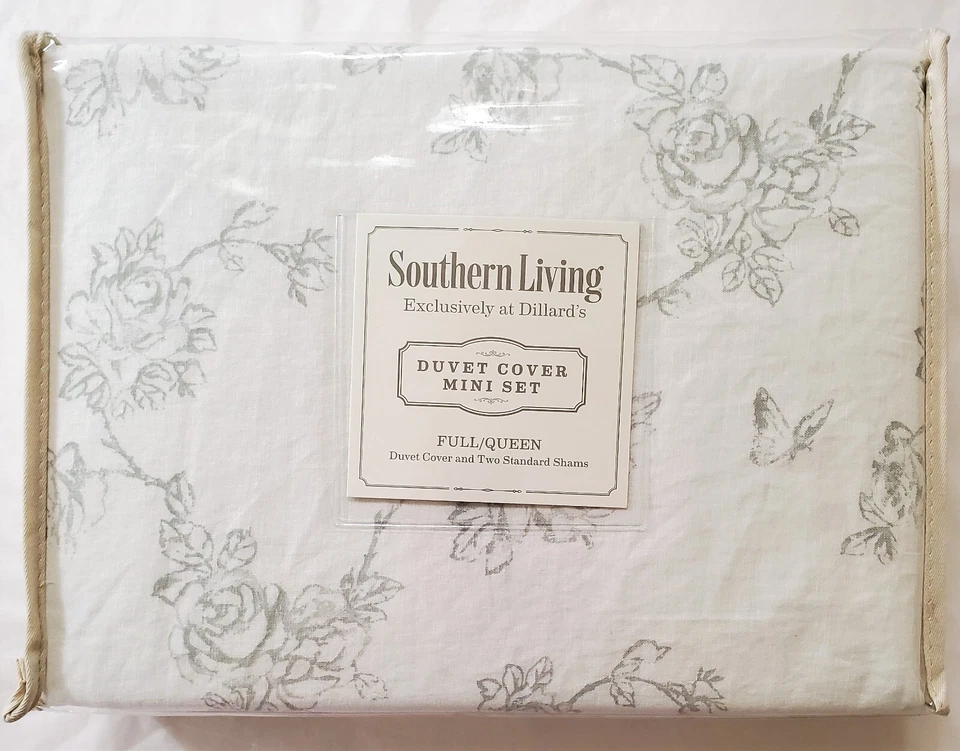 Southern Living
Exclusively at Dillard's
DUVET COVER
MINI SET
FULL/QUEEN
Duvet Cover and Two Standard Shams